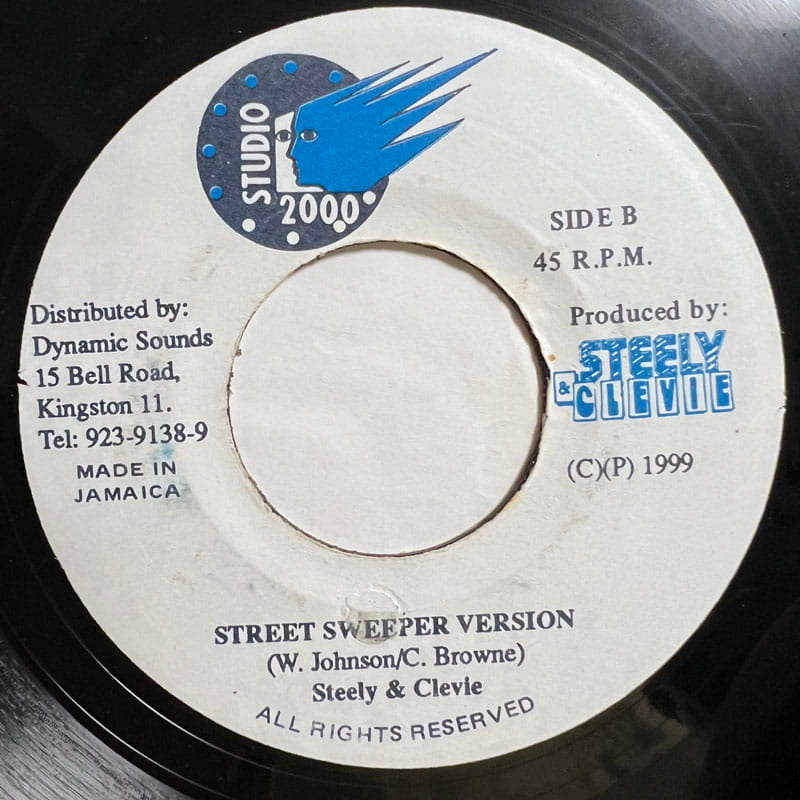 STUDIO
2000
SIDE B
45 R.P.M.
Distributed by:
Dynamic Sounds
15 Bell Road,
Kingston 11.
Tel: 923-9138-9
MADE IN
JAMAICA
Produced by:
STEELY
& CLEVIE
(C)(P) 1999
STREET SWEEPER VERSION
(W. Johnson/C. Browne)
Steely & Clevie
ALL RIGHTS RESERVED